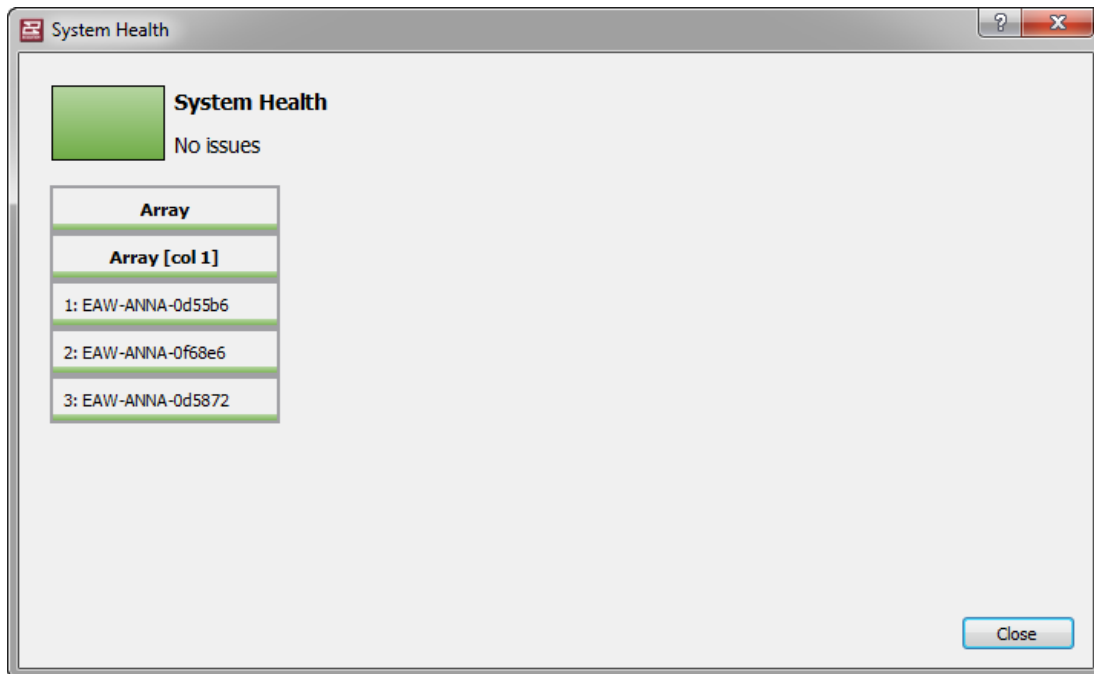 System Health
System Health
No issues
Array
Array [col 1]
1: EAW-ANNA-0d55b6
2: EAW-ANNA-0f68e6
3: EAW-ANNA-0d5872
Close